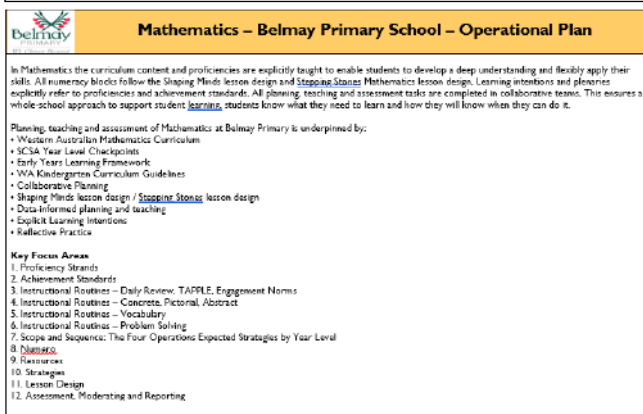 Belmay
PRIMARY
Mathematics – Belmay Primary School – Operational Plan
In Mathematics the curriculum content and proficiencies are explicitly taught to enable students to develop a deep understanding and flexibly apply their
skills. All numeracy blocks follow the Shaping Minds lesson design and Stepping Stones Mathematics lesson design. Learning intentions and plenaries
explicitly refer to proficiencies and achievement standards. All planning, teaching and assessment tasks are completed in collaborative teams. This ensures a
whole-school approach to support student learning, students know what they need to learn and how they will know when they can do it.
Planning, teaching and assessment of Mathematics at Belmay Primary is underpinned by:
• Western Australian Mathematics Curriculum
• SCSA Year Level Checkpoints
• Early Years Learning Framework
• WA Kindergarten Curriculum Guidelines
• Collaborative Planning
• Shaping Minds lesson design / Stepping Stones lesson design
• Data-informed planning and teaching
• Explicit Learning Intentions
• Reflective Practice
Key Focus Areas
1. Proficiency Strands
2. Achievement Standards
3. Instructional Routines – Daily Review, TAPPLE, Engagement Norms
4. Instructional Routines – Concrete, Pictorial, Abstract
5. Instructional Routines – Vocabulary
6. Instructional Routines – Problem Solving
7. Scope and Sequence: The Four Operations Expected Strategies by Year Level
8. Numero
9. Resources
10. Strategies
11. Lesson Design
12. Assessment, Moderating and Reporting